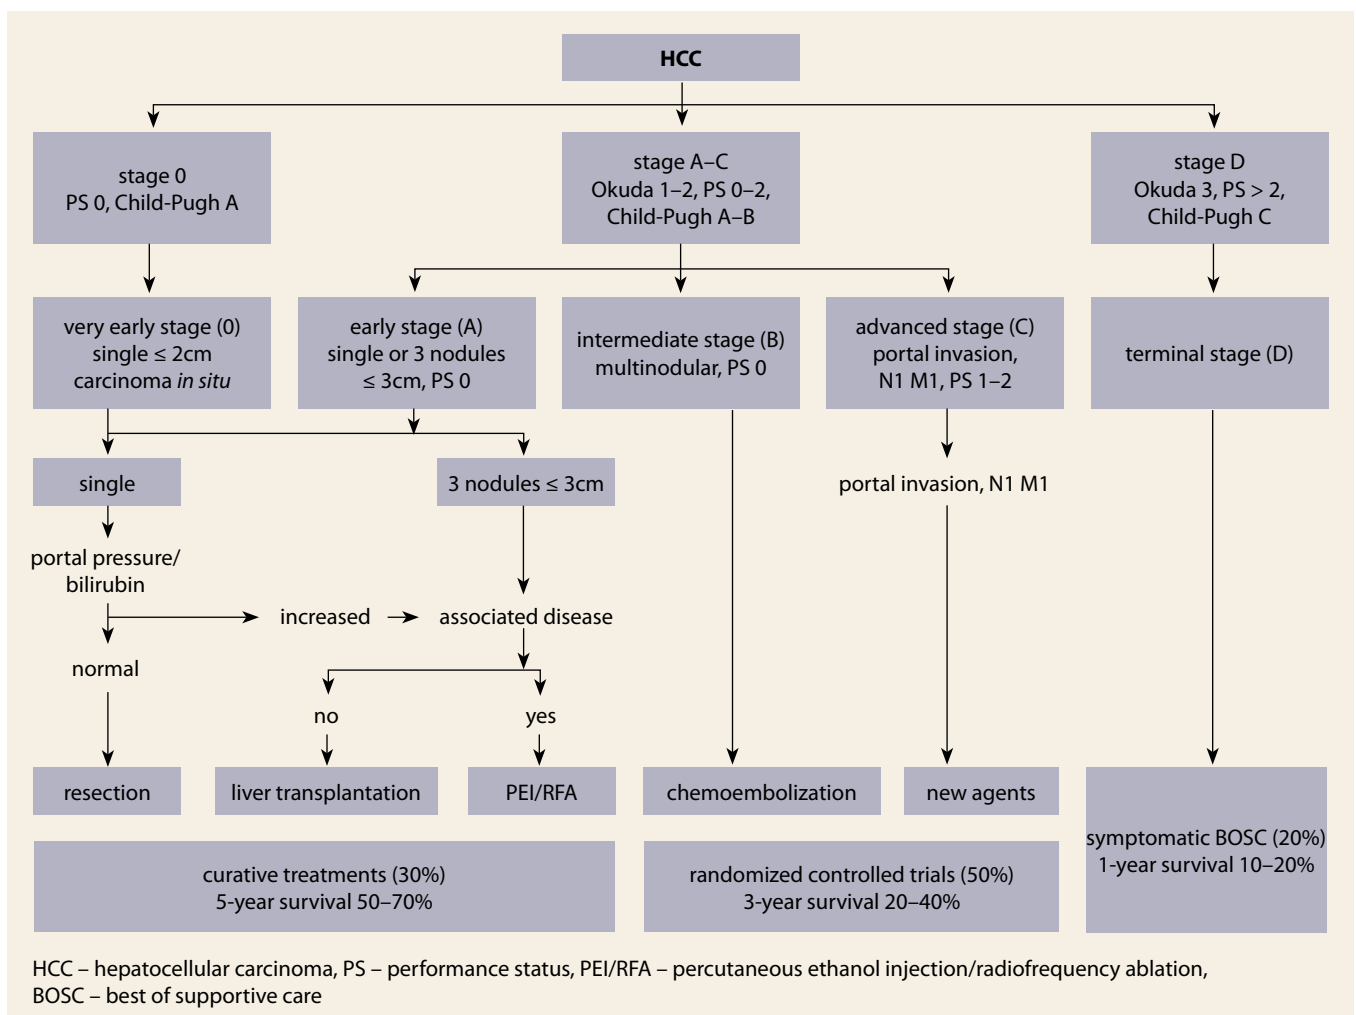 HCC
stage 0
PS 0, Child-Pugh A
stage A–C
Okuda 1–2, PS 0–2,
Child-Pugh A–B
stage D
Okuda 3, PS > 2,
Child-Pugh C
very early stage (0)
single ≤ 2cm
carcinoma in situ
early stage (A)
single or 3 nodules
≤ 3cm, PS 0
intermediate stage (B)
multinodular, PS 0
advanced stage (C)
portal invasion,
N1 M1, PS 1–2
terminal stage (D)
single
3 nodules ≤ 3cm
portal invasion, N1 M1
portal pressure/
bilirubin
increased
associated disease
normal
no
yes
resection
liver transplantation
PEI/RFA
chemoembolization
new agents
symptomatic BOSC (20%)
1-year survival 10–20%
curative treatments (30%)
5-year survival 50–70%
randomized controlled trials (50%)
3-year survival 20–40%
HCC – hepatocellular carcinoma, PS – performance status, PEI/RFA – percutaneous ethanol injection/radiofrequency ablation,
BOSC – best of supportive care